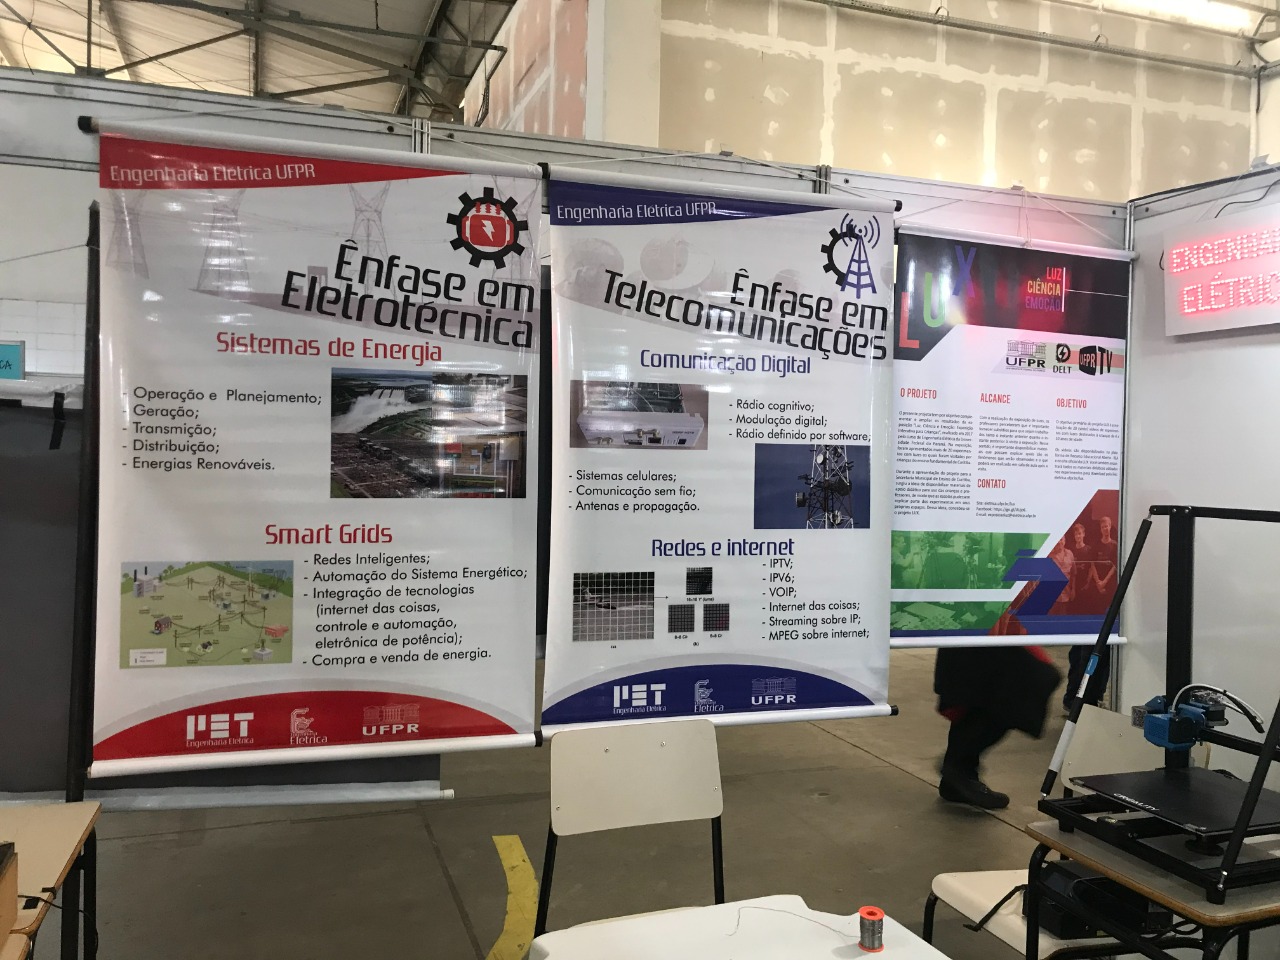 Engenharia Elétrica UFPR
Ênfase em
Eletrotécnica
Sistemas de Energia
- Operação e Planejamento;
- Geração;
- Transmissão;
- Distribuição;
- Energias Renováveis.
Smart Grids
- Redes Inteligentes;
- Automação do Sistema Energético;
- Integração de tecnologias
(internet das coisas,
controle e automação,
eletrônica de potência);
- Compra e venda de energia.
PET
Engenharia Elétrica
Elétrica
UFPR
Engenharia Elétrica UFPR
Ênfase em
Telecomunicações
Comunicação Digital
- Rádio cognitivo;
- Modulação digital;
- Rádio definido por software;
- Sistemas celulares;
- Comunicação sem fio;
- Antenas e propagação.
Redes e internet
- IPTV;
- IPV6;
- VOIP;
- Internet das coisas;
- Streaming sobre IP;
- MPEG sobre internet;
PET
Engenharia Elétrica
Elétrica
UFPR
LUX
LUZ
CIÊNCIA
EMOÇÃO
UFPR
DELT
UFPR TV
O PROJETO
ALCANCE
OBJETIVO
CONTATO
ENGENHA
ELÉTRIC
CREALITY